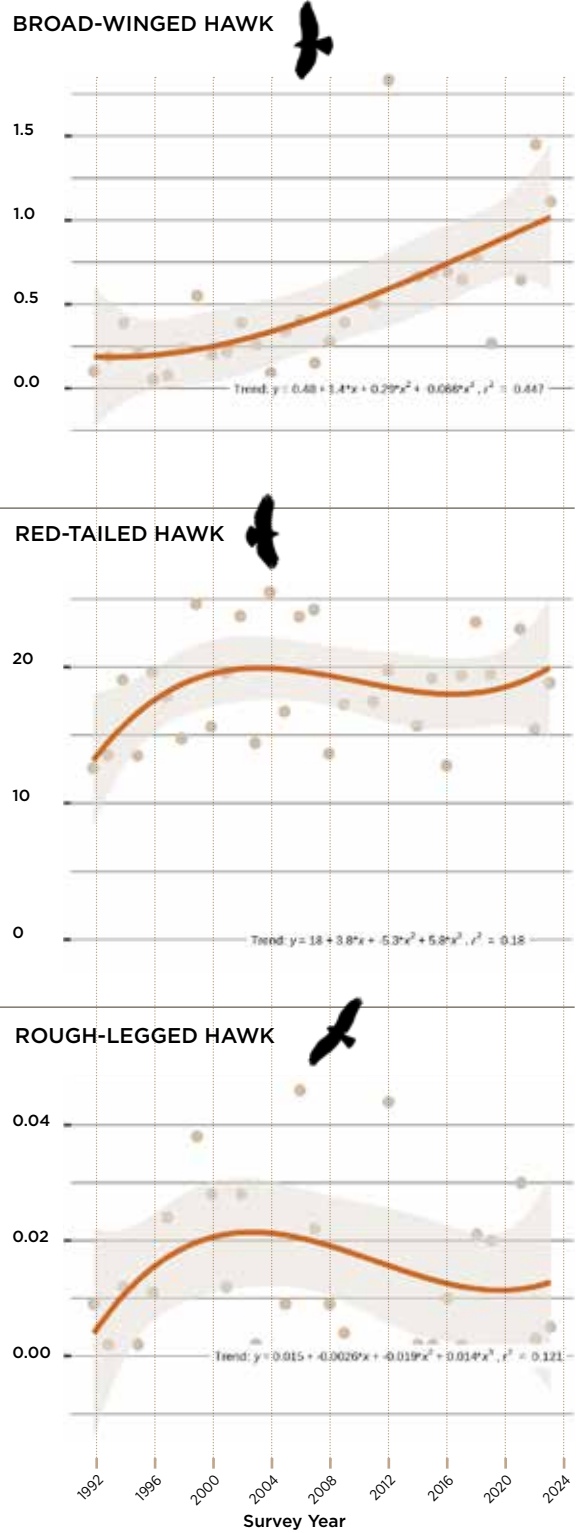 BROAD-WINGED HAWK
1.5
1.0
0.5
0.0
Trend: y = 0.48 + 1.4*x + 0.29*x² + -0.086*x³, r² = 0.447
RED-TAILED HAWK
20
10
0
Trend: y = 18 + 3.8*x + -5.3*x² + 5.8*x³, r² = 0.18
ROUGH-LEGGED HAWK
0.04
0.02
0.00
Trend: y = 0.015 + -0.0026*x + -0.019*x² + 0.014*x³, r² = 0.121
1992 1996 2000 2004 2008 2012 2016 2020 2024
Survey Year